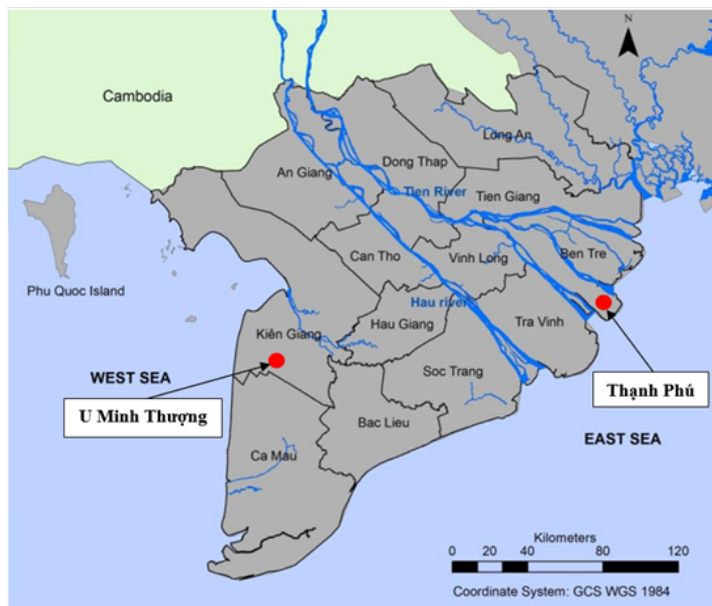 N
Cambodia
Long An
Dong Thap
An Giang
Tien River
Tien Giang
Phu Quoc Island
Can Tho
Vinh Long
Ben Tre
Hau river
Hau Giang
Tra Vinh
Kiên Giang
WEST SEA
Soc Trang
Thạnh Phú
U Minh Thượng
Bac Lieu
EAST SEA
Ca Mau
Kilometers
0 20 40 80 120
Coordinate System: GCS WGS 1984